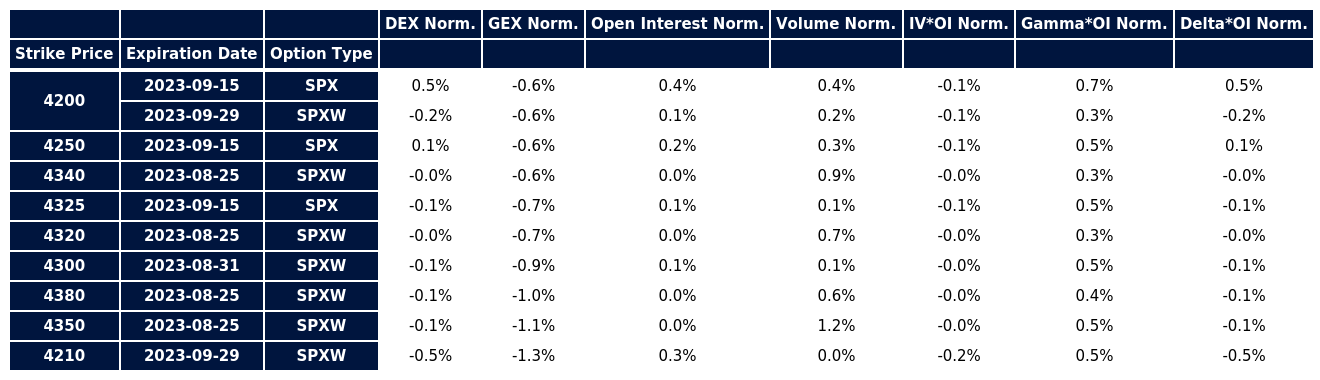 DEX Norm. GEX Norm. Open Interest Norm. Volume Norm. IV*OI Norm. Gamma*OI Norm. Delta*OI Norm.
Strike Price Expiration Date Option Type
4200 2023-09-15 SPX 0.5% -0.6% 0.4% 0.4% -0.1% 0.7% 0.5%
2023-09-29 SPXW -0.2% -0.6% 0.1% 0.2% -0.1% 0.3% -0.2%
4250 2023-09-15 SPX 0.1% -0.6% 0.2% 0.3% -0.1% 0.5% 0.1%
4340 2023-08-25 SPXW -0.0% -0.6% 0.0% 0.9% -0.0% 0.3% -0.0%
4325 2023-09-15 SPX -0.1% -0.7% 0.1% 0.1% -0.1% 0.5% -0.1%
4320 2023-08-25 SPXW -0.0% -0.7% 0.0% 0.7% -0.0% 0.3% -0.0%
4300 2023-08-31 SPXW -0.1% -0.9% 0.1% 0.1% -0.0% 0.5% -0.1%
4380 2023-08-25 SPXW -0.1% -1.0% 0.0% 0.6% -0.0% 0.4% -0.1%
4350 2023-08-25 SPXW -0.1% -1.1% 0.0% 1.2% -0.0% 0.5% -0.1%
4210 2023-09-29 SPXW -0.5% -1.3% 0.3% 0.0% -0.2% 0.5% -0.5%